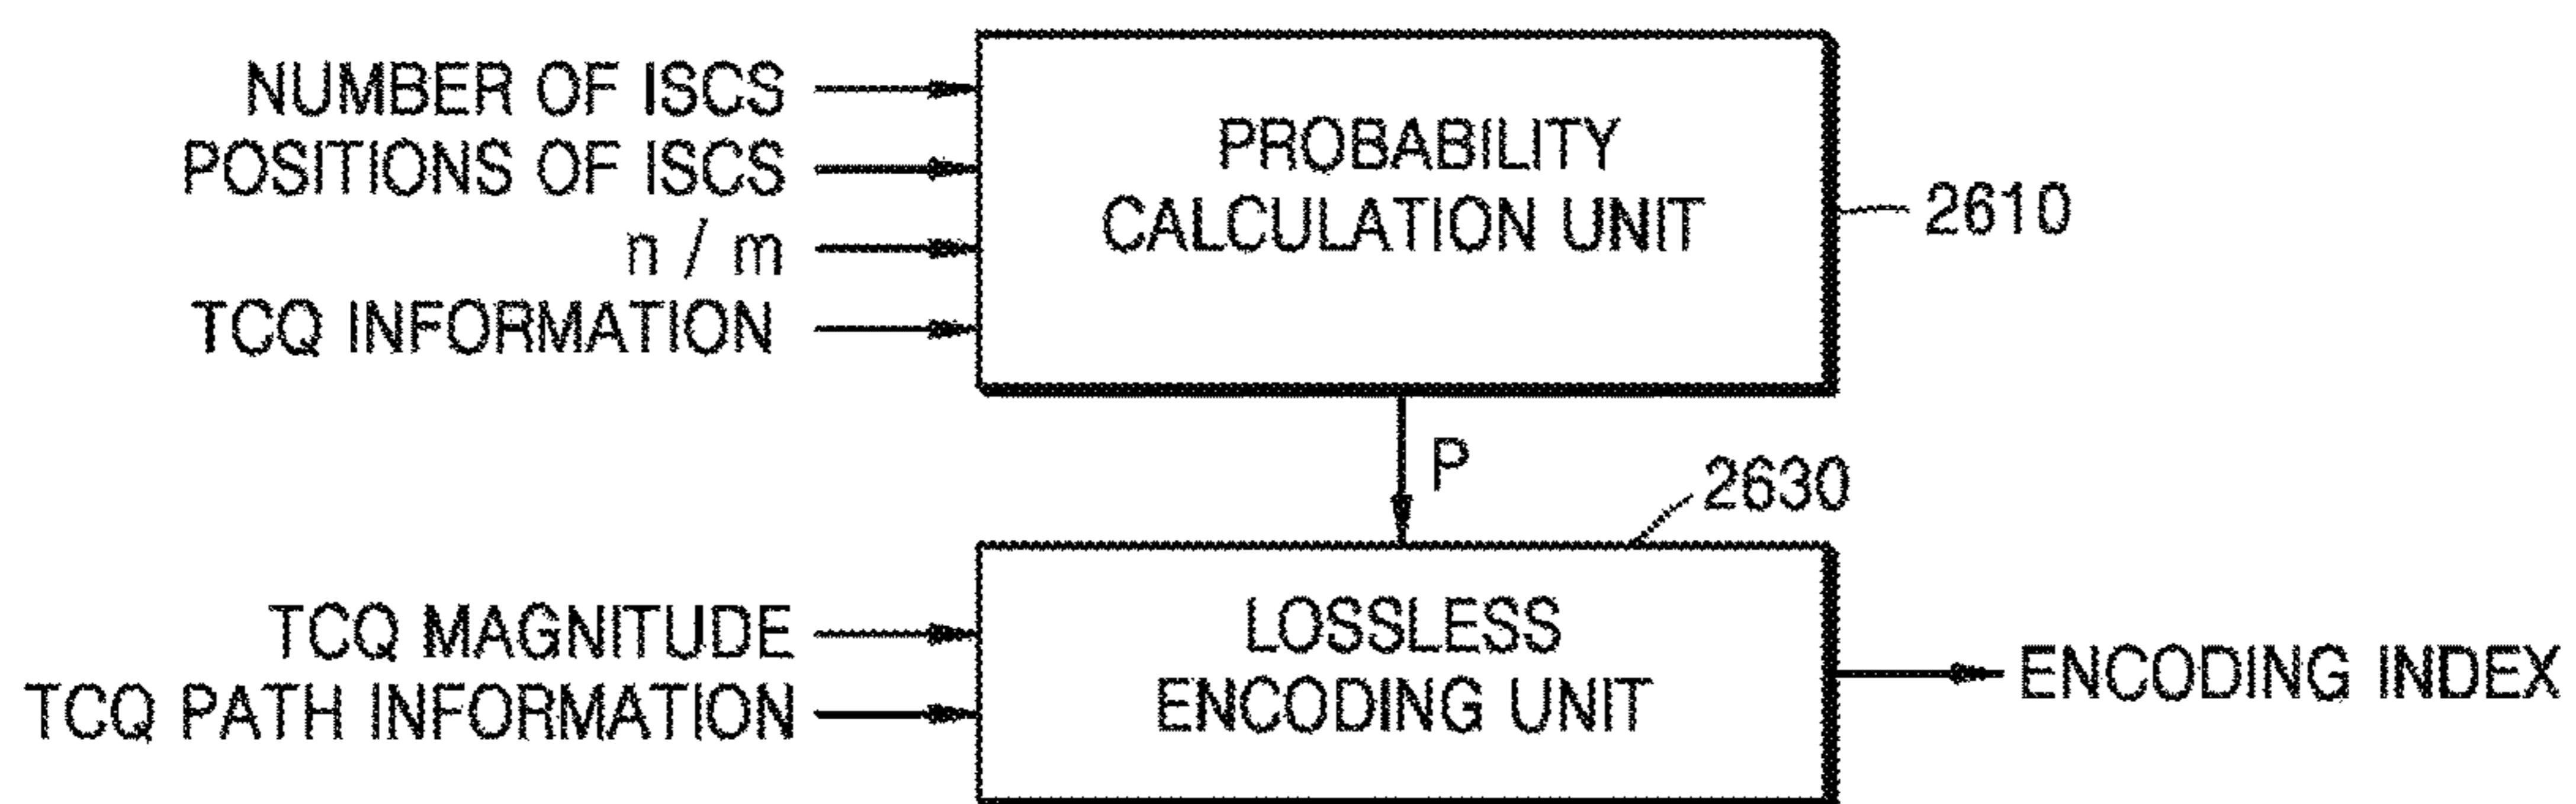 NUMBER OF ISCS
POSITIONS OF ISCS
n / m
TCQ INFORMATION
PROBABILITY
CALCULATION UNIT
2610
P
2630
TCQ MAGNITUDE
TCQ PATH INFORMATION
LOSSLESS
ENCODING UNIT
ENCODING INDEX